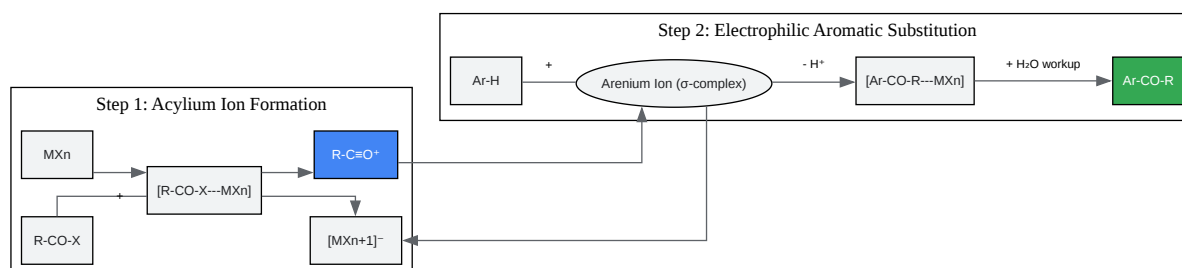 Step 2: Electrophilic Aromatic Substitution
Ar-H
+
Arenium Ion (σ-complex)
- H⁺
[Ar-CO-R---MXn]
+ H₂O workup
Ar-CO-R
Step 1: Acylium Ion Formation
MXn
R-C≡O⁺
[R-CO-X---MXn]
+
R-CO-X
[MXn+1]⁻